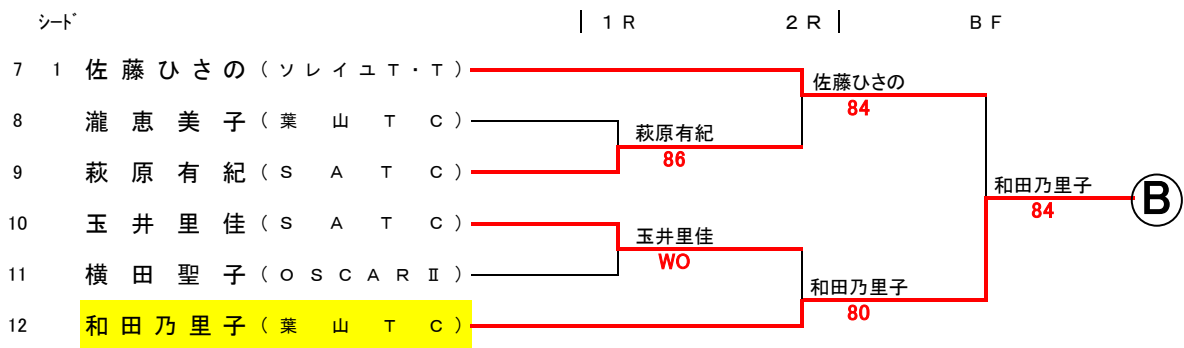 シード 1R 2R BF
7 1 佐藤ひさの(ソレイユT・T)
佐藤ひさの
84
8 瀧恵美子(葉山TC)
萩原有紀
86
9 萩原有紀(SATC)
和田乃里子
84
B
10 玉井里佳(SATC)
玉井里佳
WO
11 横田聖子(OSCARⅡ)
和田乃里子
80
12 和田乃里子(葉山TC)